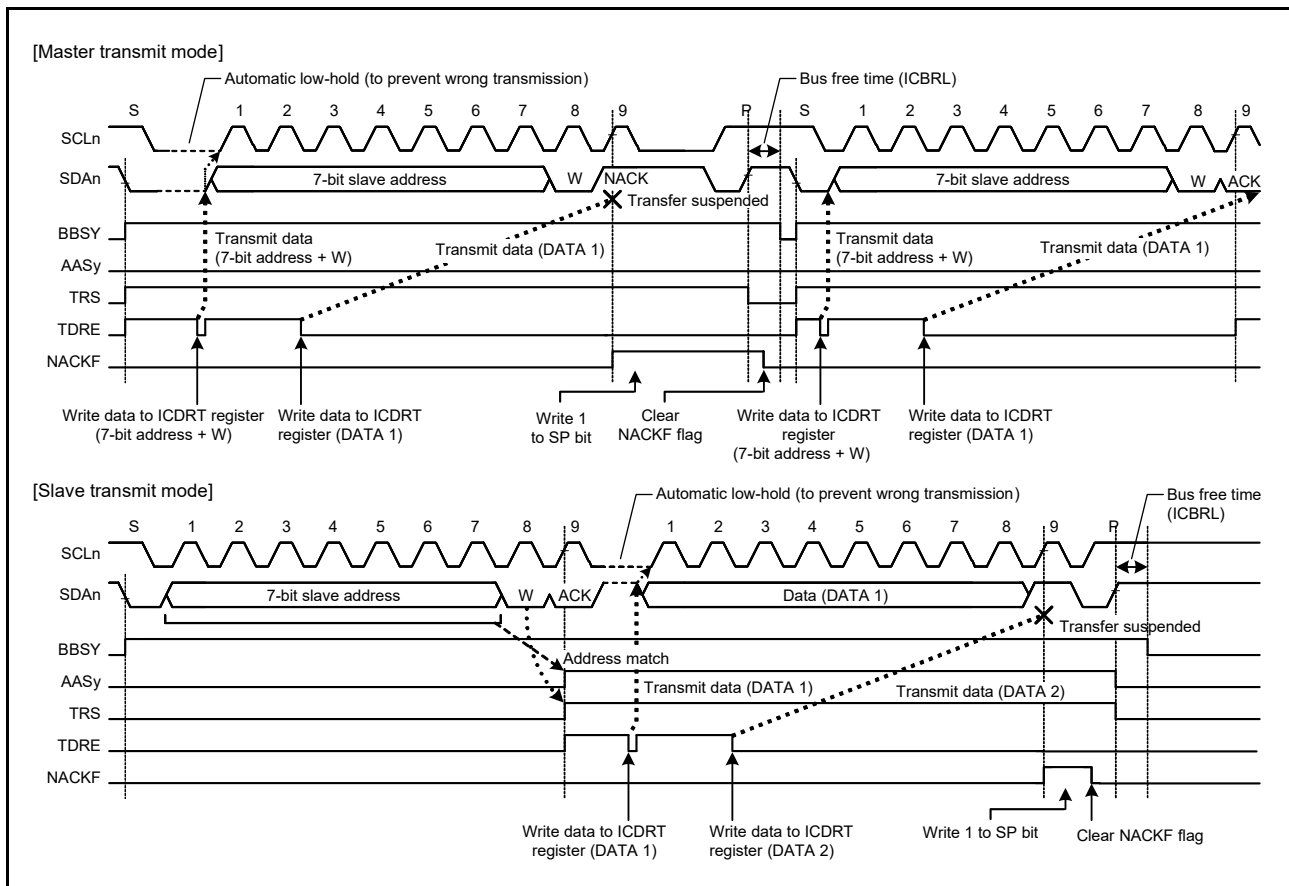 [Master transmit mode]
Automatic low-hold (to prevent wrong transmission)
Bus free time (ICBRL)
S 1 2 3 4 5 6 7 8 9 P S 1 2 3 4 5 6 7 8 9
SCLn
SDAn 7-bit slave address W NACK 7-bit slave address W ACK
Transfer suspended
BBSY
Transmit data
(7-bit address + W)
Transmit data (DATA 1)
Transmit data
(7-bit address + W)
Transmit data (DATA 1)
AASy
TRS
TDRE
NACKF
Write data to ICDRT register
(7-bit address + W)
Write data to ICDRT
register (DATA 1)
Write 1
to SP bit
Clear
NACKF flag
Write data to ICDRT
register
(7-bit address + W)
Write data to ICDRT
register (DATA 1)
[Slave transmit mode]
Automatic low-hold (to prevent wrong transmission)
Bus free time
(ICBRL)
S 1 2 3 4 5 6 7 8 9 1 2 3 4 5 6 7 8 9 P
SCLn
SDAn 7-bit slave address W ACK Data (DATA 1)
Transfer suspended
BBSY
Address match
AASy
Transmit data (DATA 1)
Transmit data (DATA 2)
TRS
TDRE
NACKF
Write data to ICDRT
register (DATA 1)
Write data to ICDRT
register (DATA 2)
Write 1 to SP bit
Clear NACKF flag